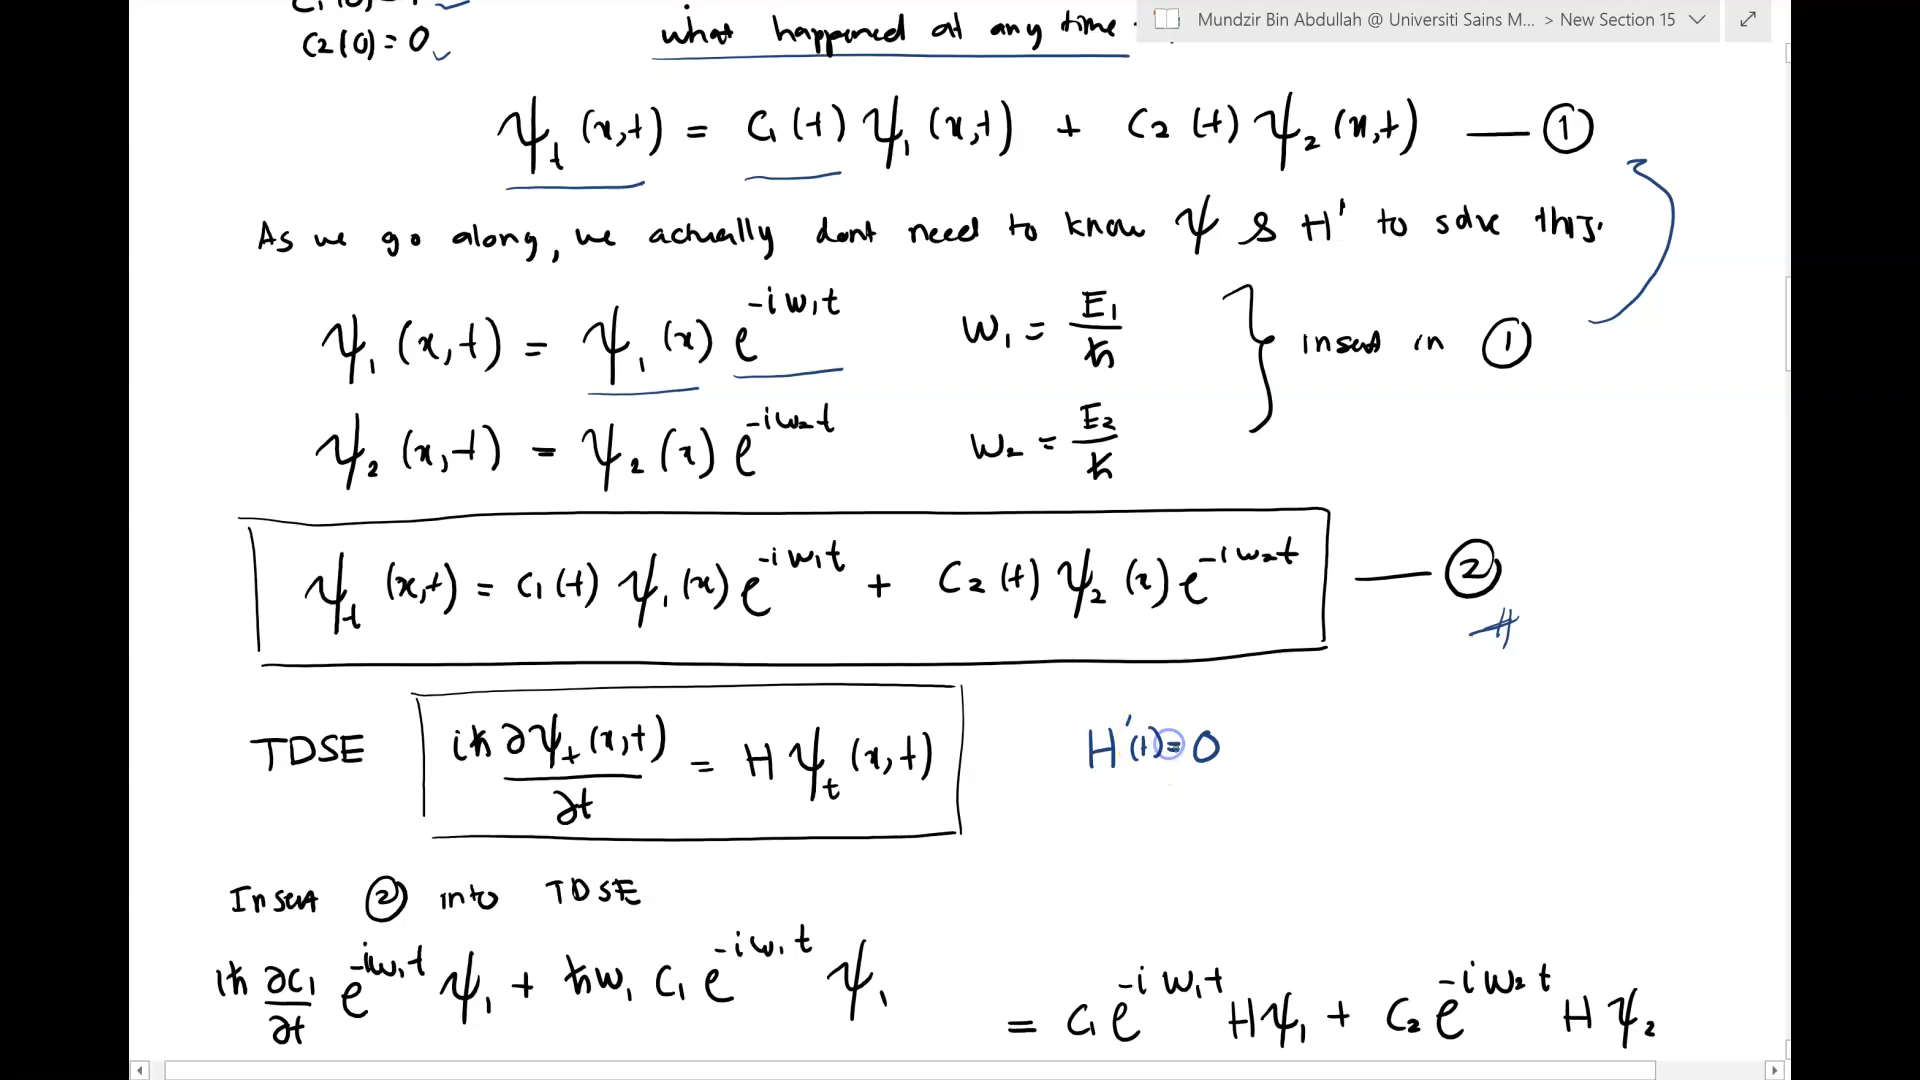 C₁(0)=1
C2(0)=0
what happened at any time.
Mundzir Bin Abdullah @ Universiti Sains M... > New Section 15
ψₜ(x,t) = C₁(t) ψ₁(x,t) + C₂(t) ψ₂(x,t) — ①
As we go along, we actually dont need to know ψ & H' to solve this.
ψ₁(x,t) = ψ₁(x) e^{-iω₁t} ω₁ = E₁/ħ
insert in ①
ψ₂(x,t) = ψ₂(x) e^{-iω₂t} ω₂ = E₂/ħ
ψₜ(x,t) = C₁(t) ψ₁(x) e^{-iω₁t} + C₂(t) ψ₂(x) e^{-iω₂t} — ②
TDSE iħ ∂ψₜ(x,t)/∂t = H ψₜ(x,t) H'(t)=0
Insert ② into TDSE
iħ ∂C₁/∂t e^{-iω₁t} ψ₁ + ħω₁ C₁ e^{-iω₁t} ψ₁
= C₁ e^{-iω₁t} Hψ₁ + C₂ e^{-iω₂t} Hψ₂